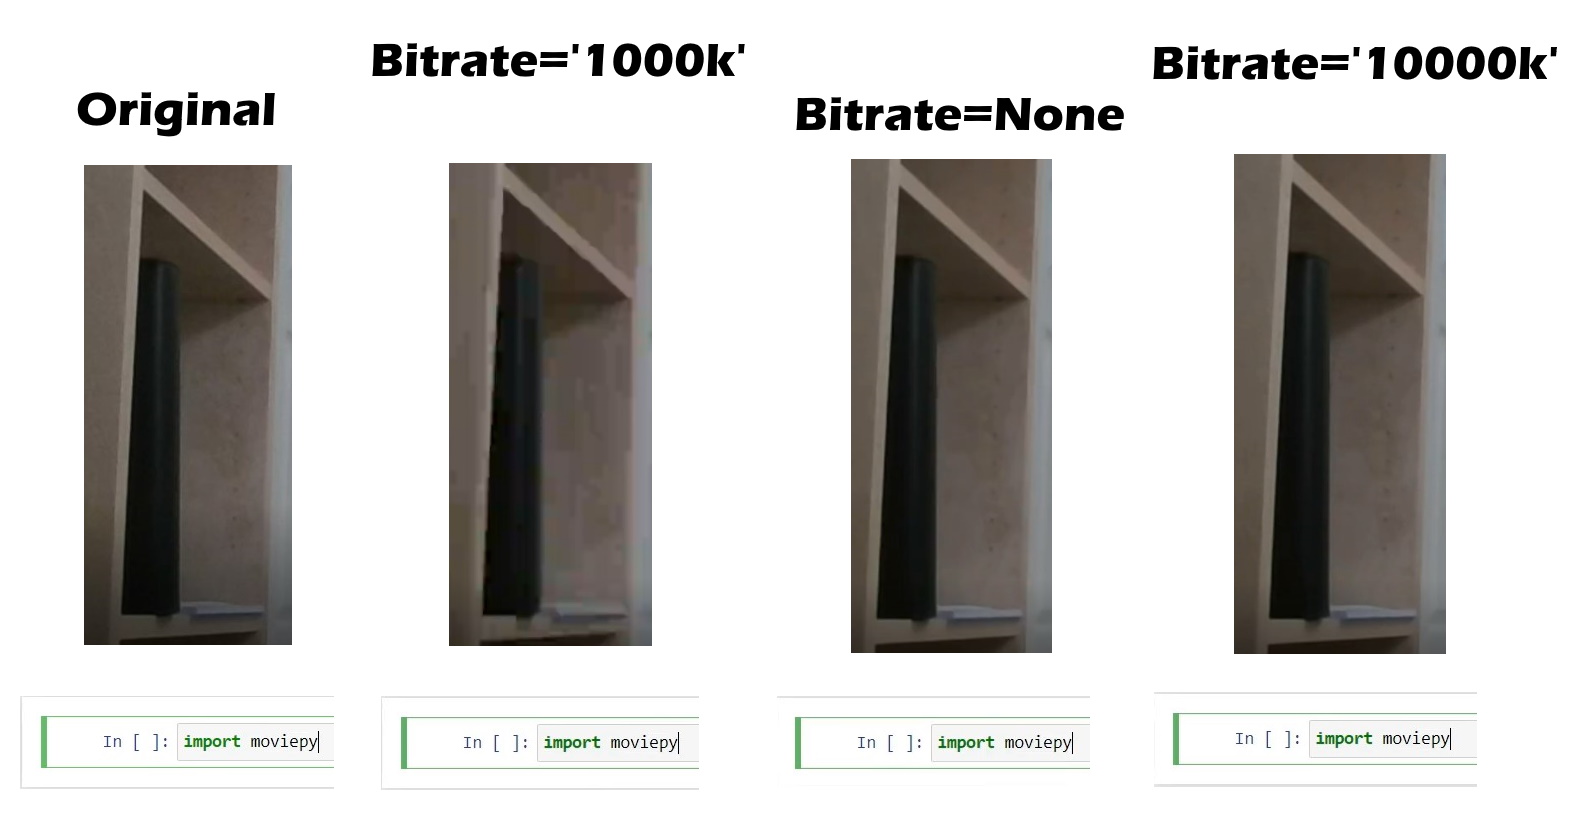 Original
Bitrate='1000k'
Bitrate=None
Bitrate='10000k'
In [ ]: import moviepy
In [ ]: import moviepy
In [ ]: import moviepy
In [ ]: import moviepy